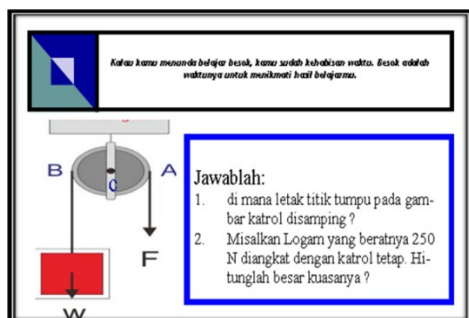 Kalau kamu menunda belajar besok, kamu sudah kehabisan waktu. Besok adalah
waktunya untuk menikmati hasil belajarmu.
B
A
C
F
W
Jawablah:
1. di mana letak titik tumpu pada gam-
bar katrol disamping ?
2. Misalkan Logam yang beratnya 250
N diangkat dengan katrol tetap. Hi-
tunglah besar kuasanya ?